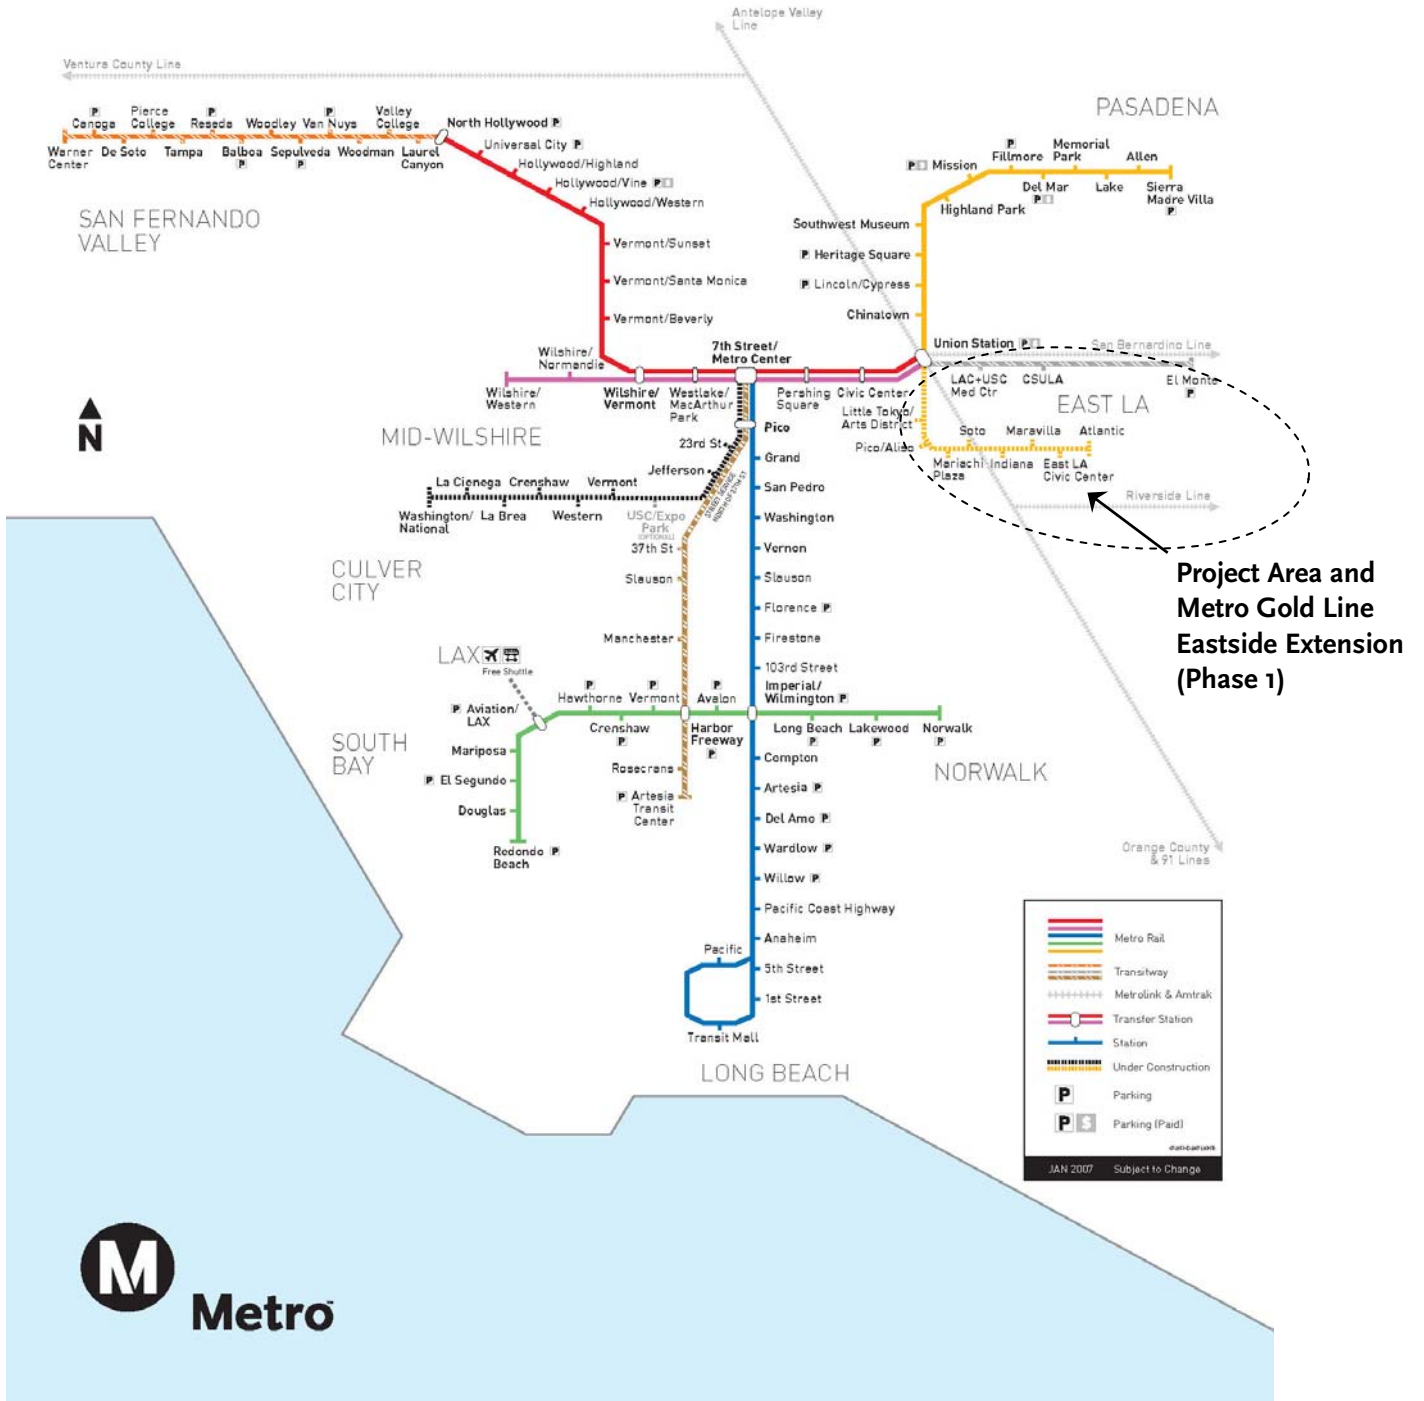 Antelope Valley
Line
Ventura County Line
PASADENA
Canoga
Pierce
College
Reseda
Woodley
Van Nuys
Valley
College
North Hollywood P
Warner
Center
De Soto
Tampa
Balboa
Sepulveda
Woodman
Laurel
Canyon
Universal City P
Hollywood/Highland
Hollywood/Vine P
Hollywood/Western
SAN FERNANDO
VALLEY
Vermont/Sunset
Vermont/Santa Monica
Vermont/Beverly
P Mission
Fillmore
Memorial
Park
Allen
Del Mar
Lake
Sierra
Madre Villa
Highland Park
Southwest Museum
P Heritage Square
P Lincoln/Cypress
Chinatown
Union Station P
San Bernardino Line
Wilshire/
Normandie
7th Street/
Metro Center
Wilshire/
Western
Wilshire/
Vermont
Westlake/
MacArthur
Park
Pershing
Square
Civic Center
LAC+USC
Med Ctr
CSULA
El Monte
P
EAST LA
Little Tokyo/
Arts District
Pico/Aliso
Soto
Maravilla
Atlantic
Mariachi
Plaza
Indiana
East LA
Civic Center
Riverside Line
Project Area and
Metro Gold Line
Eastside Extension
(Phase 1)
N
MID-WILSHIRE
Pico
23rd St
Jefferson
Grand
San Pedro
Washington
Vernon
Slauson
Florence P
Firestone
103rd Street
Imperial/
Wilmington P
La Cienega
Crenshaw
Vermont
Washington/
National
La Brea
Western
USC/Expo
Park
(OPTIONAL)
STREET SERVICE
NORTH OF 37TH ST
37th St
Slauson
Manchester
CULVER
CITY
LAX
Free Shuttle
Hawthorne
Vermont
Avalon
P Aviation/
LAX
Crenshaw
P
Harbor
Freeway
P
Long Beach
P
Lakewood
P
Norwalk
P
SOUTH
BAY
Mariposa
P El Segundo
Douglas
Redondo P
Beach
Rosecrans
P Artesia
Transit
Center
NORWALK
Compton
Artesia P
Del Amo P
Wardlow P
Willow P
Pacific Coast Highway
Anaheim
Pacific
5th Street
1st Street
Transit Mall
LONG BEACH
Orange County
& 91 Lines
Metro Rail
Transitway
Metrolink & Amtrak
Transfer Station
Station
Under Construction
P Parking
P $ Parking (Paid)
JAN 2007 Subject to Change
M
Metro